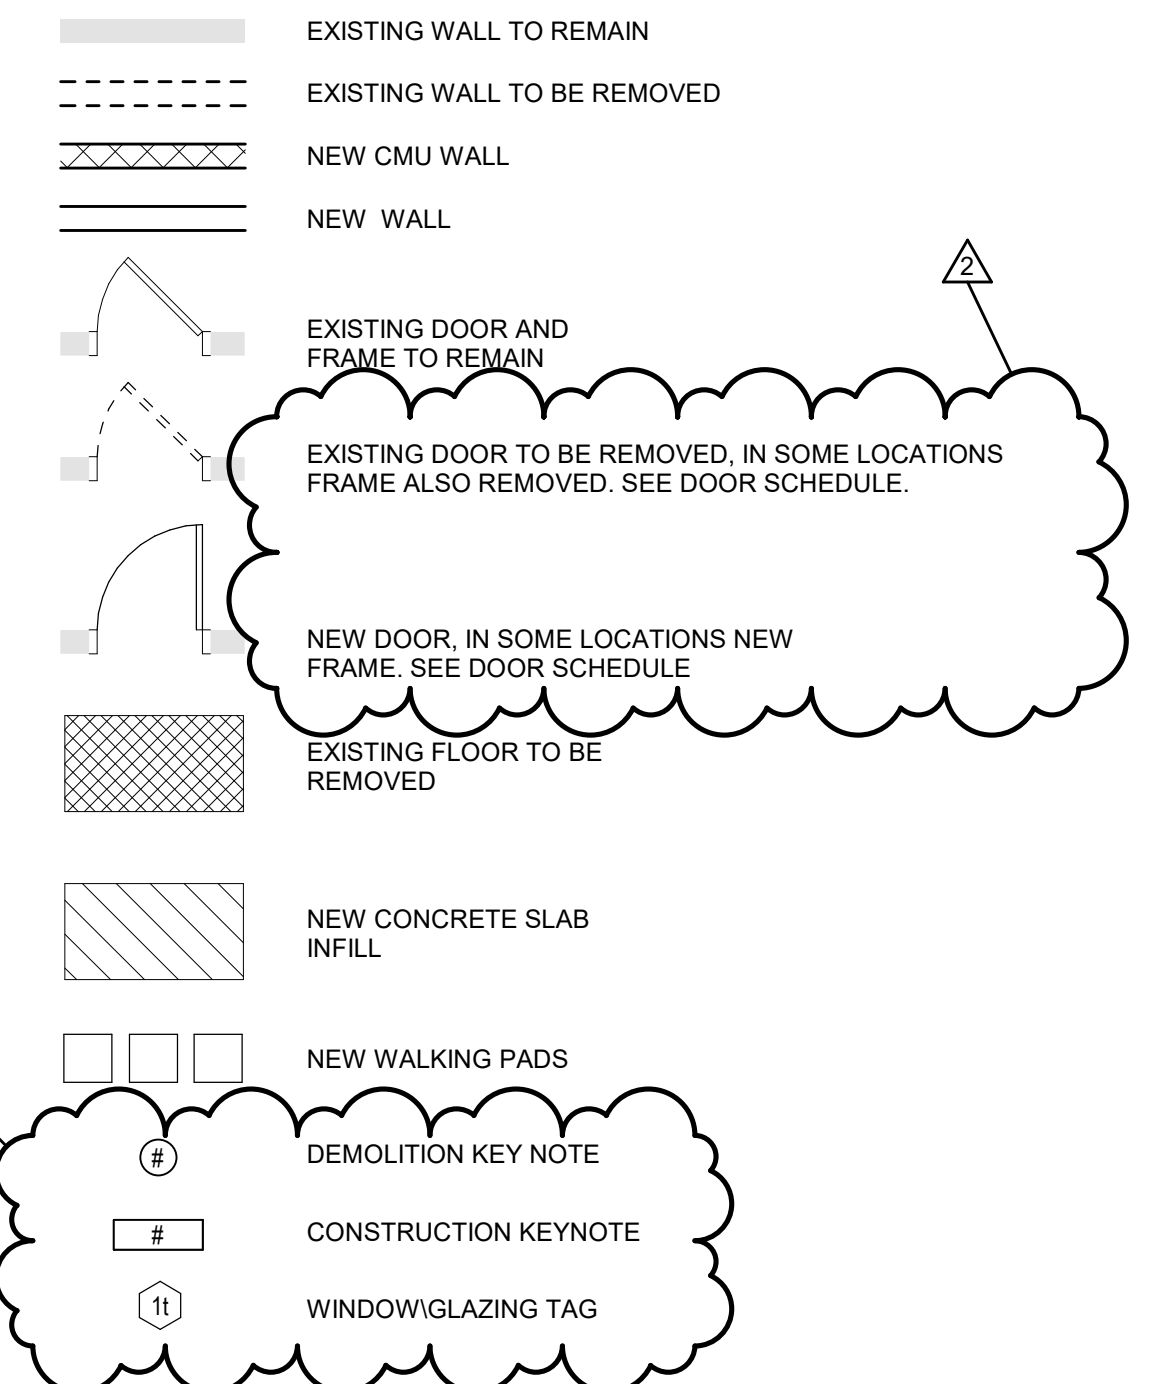 EXISTING WALL TO REMAIN
EXISTING WALL TO BE REMOVED
NEW CMU WALL
NEW  WALL
2
EXISTING DOOR AND
FRAME TO REMAIN
EXISTING DOOR TO BE REMOVED, IN SOME LOCATIONS
FRAME ALSO REMOVED. SEE DOOR SCHEDULE.
NEW DOOR, IN SOME LOCATIONS NEW
FRAME. SEE DOOR SCHEDULE
EXISTING FLOOR TO BE
REMOVED
NEW CONCRETE SLAB
INFILL
NEW WALKING PADS
# DEMOLITION KEY NOTE
# CONSTRUCTION KEYNOTE
1t WINDOW\GLAZING TAG